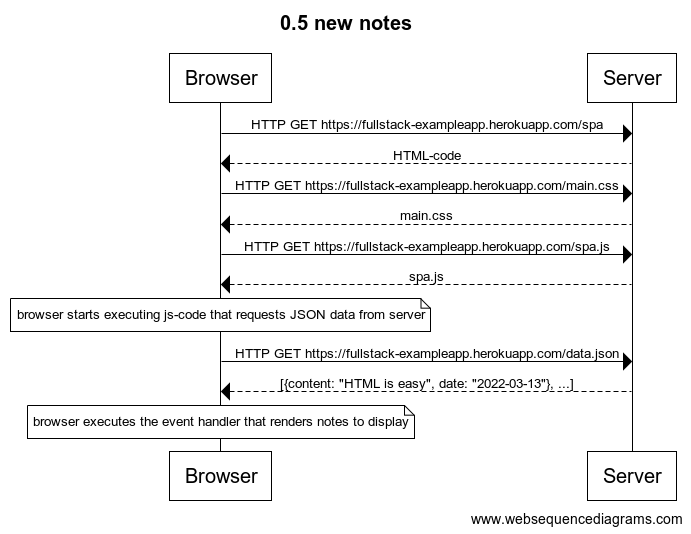 0.5 new notes
Browser Server
HTTP GET https://fullstack-exampleapp.herokuapp.com/spa
HTML-code
HTTP GET https://fullstack-exampleapp.herokuapp.com/main.css
main.css
HTTP GET https://fullstack-exampleapp.herokuapp.com/spa.js
spa.js
browser starts executing js-code that requests JSON data from server
HTTP GET https://fullstack-exampleapp.herokuapp.com/data.json
[{content: "HTML is easy", date: "2022-03-13"}, ...]
browser executes the event handler that renders notes to display
Browser Server
www.websequencediagrams.com